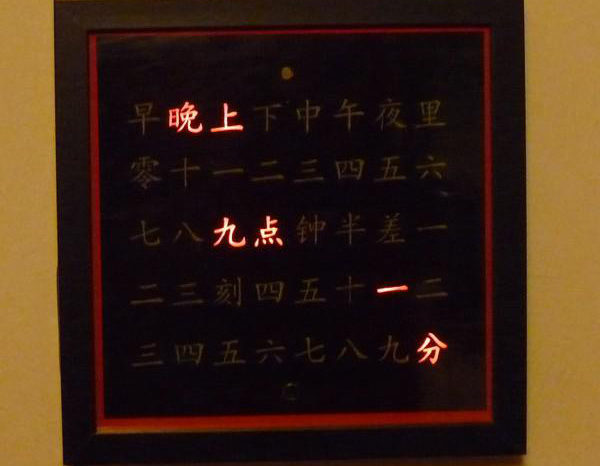 早晚上下中午夜里
零十一二三四五六
七八九点钟半差一
二三刻四五十一二
三四五六七八九分